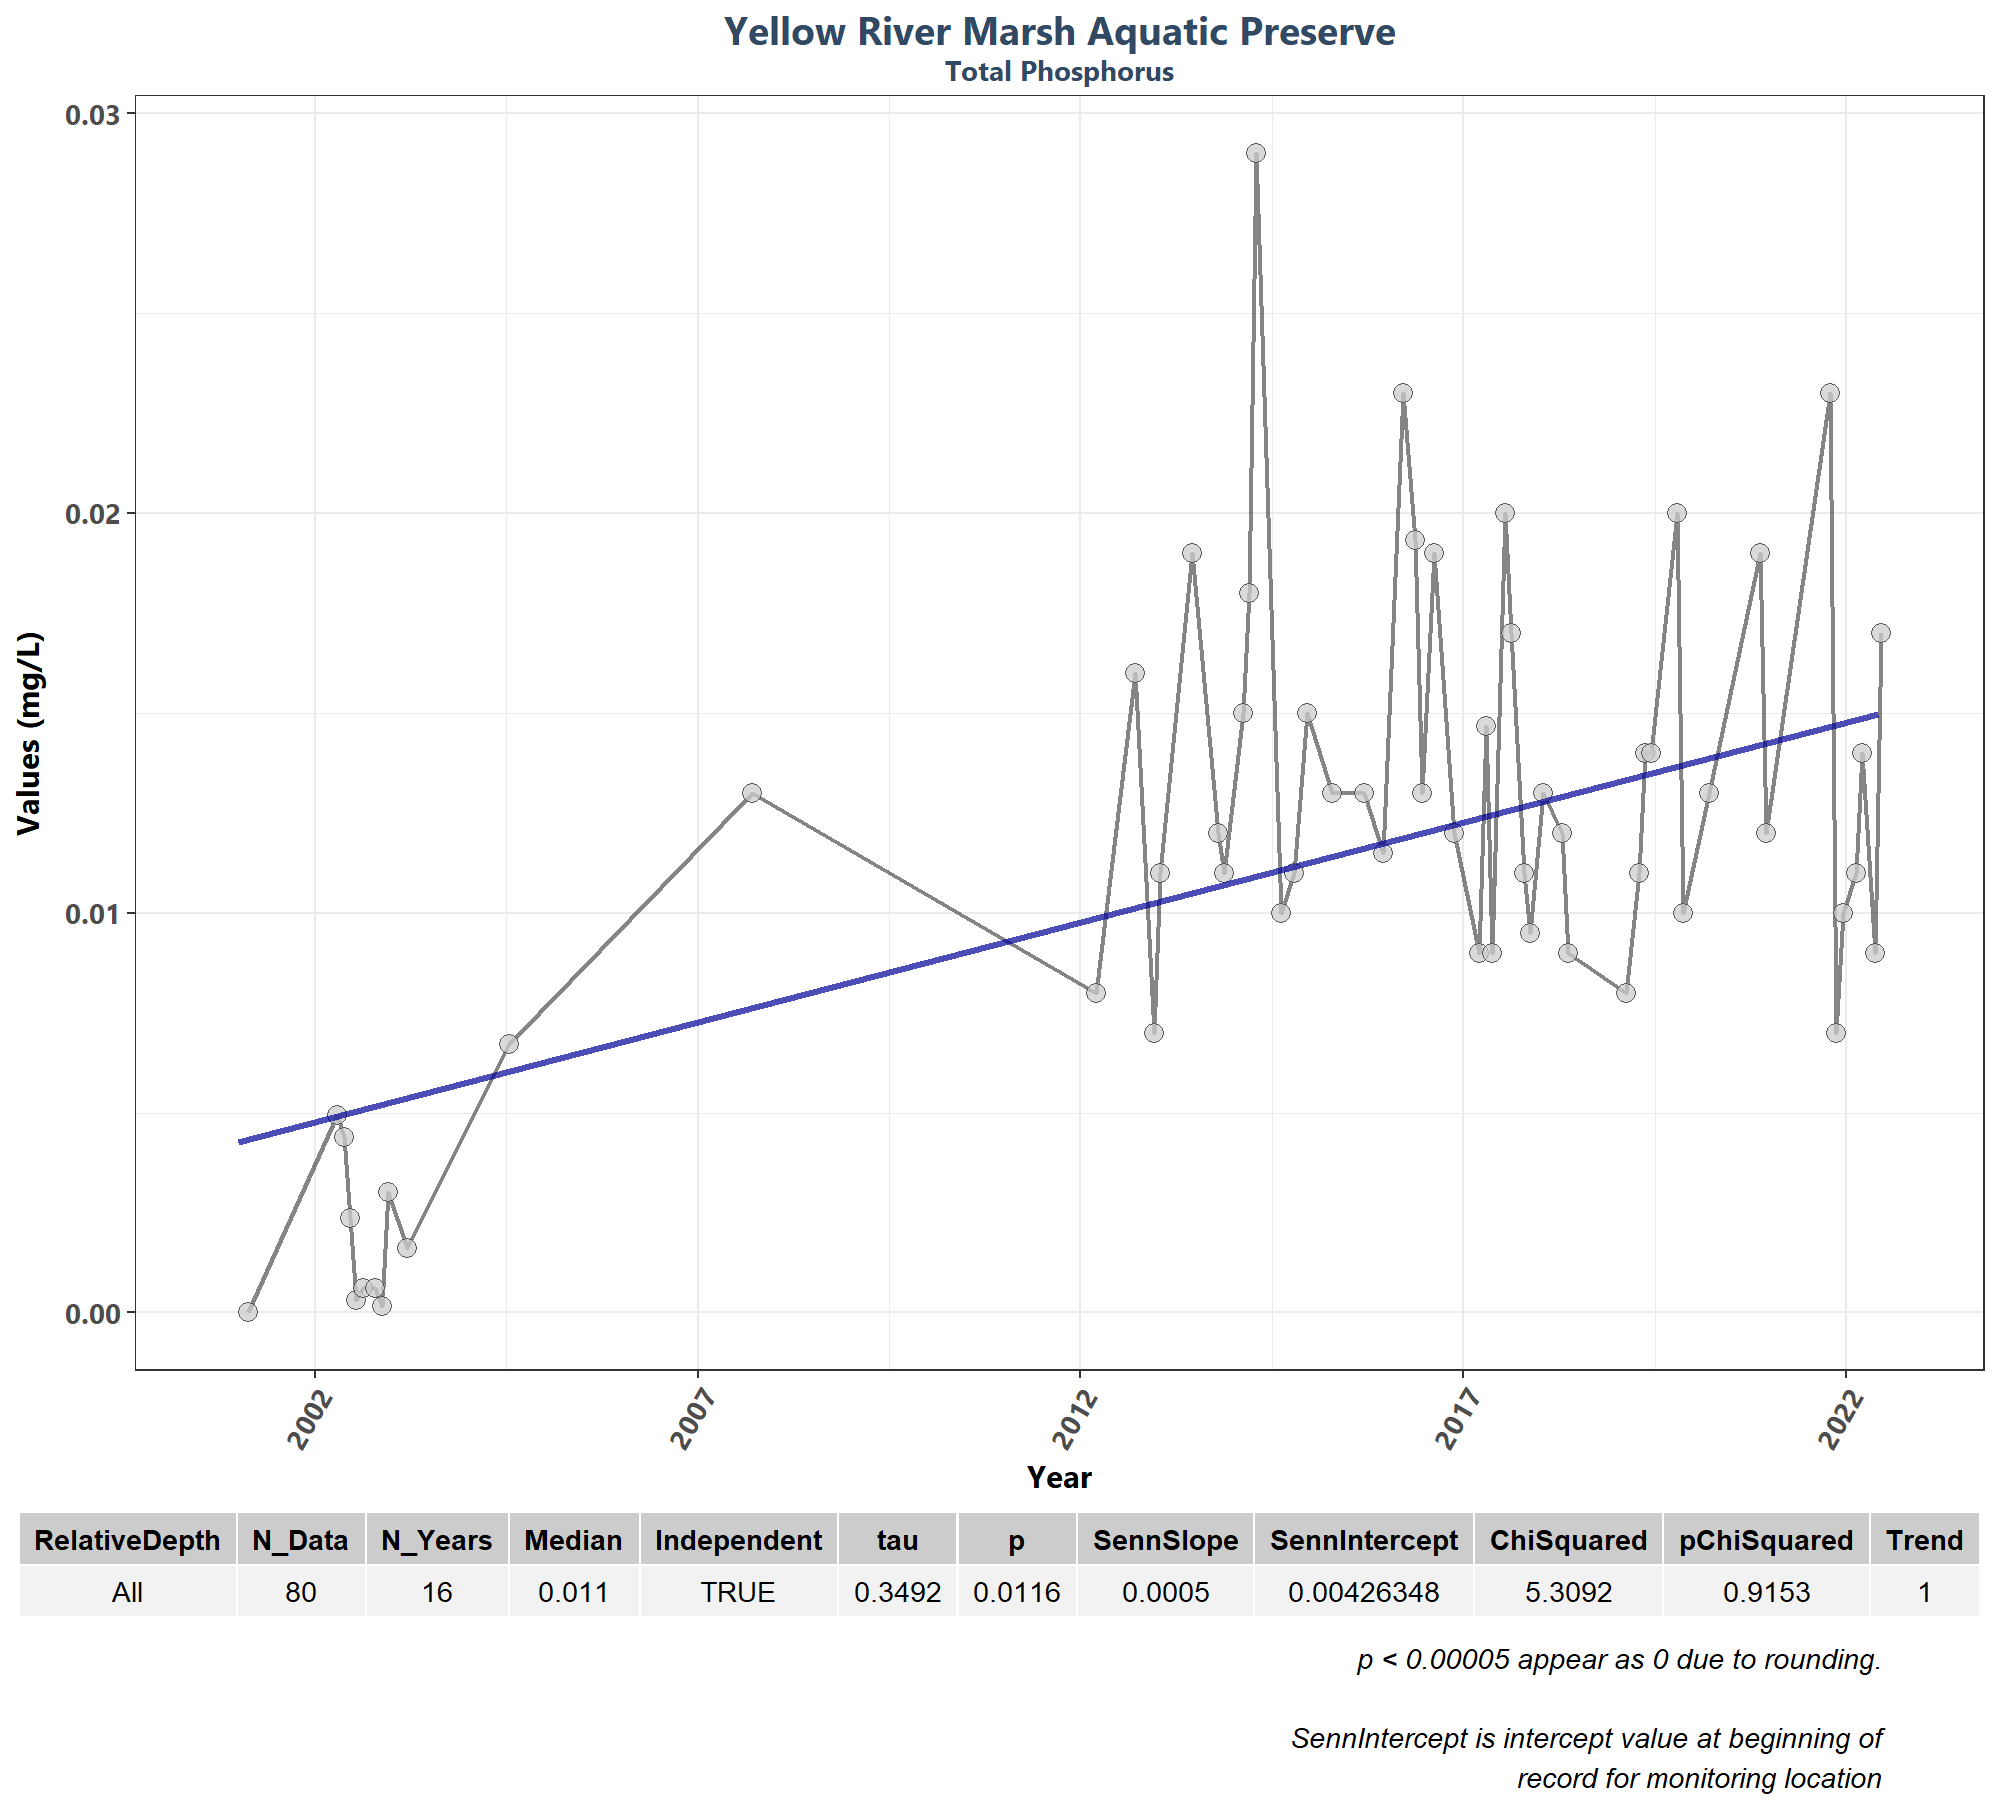 Yellow River Marsh Aquatic Preserve
Total Phosphorus
Values (mg/L)
0.03
0.02
0.01
0.00
2002 2007 2012 2017 2022
Year
RelativeDepth N_Data N_Years Median Independent tau p SennSlope SennIntercept ChiSquared pChiSquared Trend
All 80 16 0.011 TRUE 0.3492 0.0116 0.0005 0.00426348 5.3092 0.9153 1
p < 0.00005 appear as 0 due to rounding.
SennIntercept is intercept value at beginning of
record for monitoring location